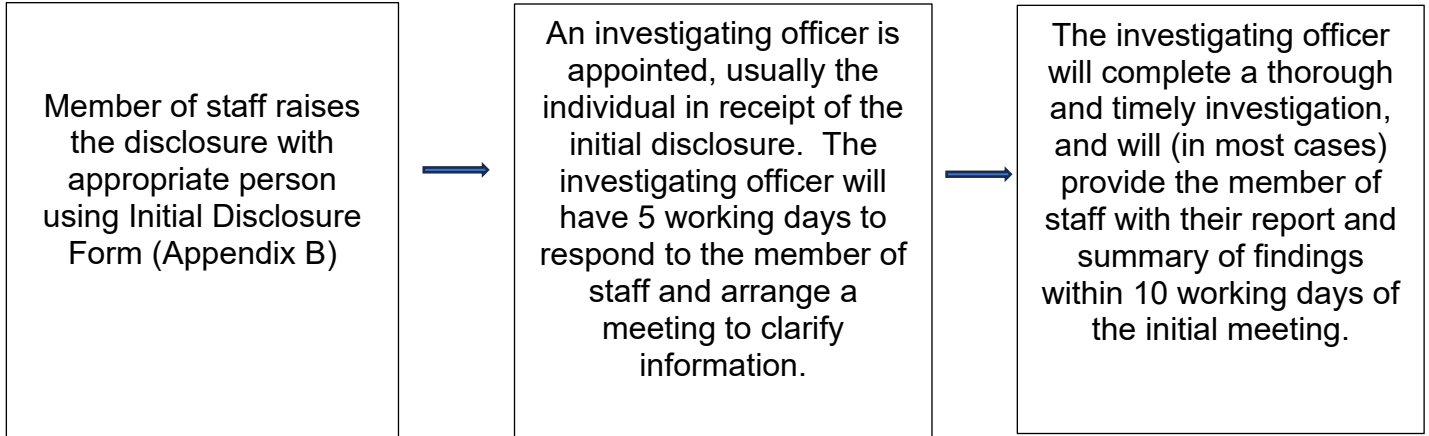 Member of staff raises
the disclosure with
appropriate person
using Initial Disclosure
Form (Appendix B)
An investigating officer is
appointed, usually the
individual in receipt of the
initial disclosure.  The
investigating officer will
have 5 working days to
respond to the member of
staff and arrange a
meeting to clarify
information.
The investigating officer
will complete a thorough
and timely investigation,
and will (in most cases)
provide the member of
staff with their report and
summary of findings
within 10 working days of
the initial meeting.